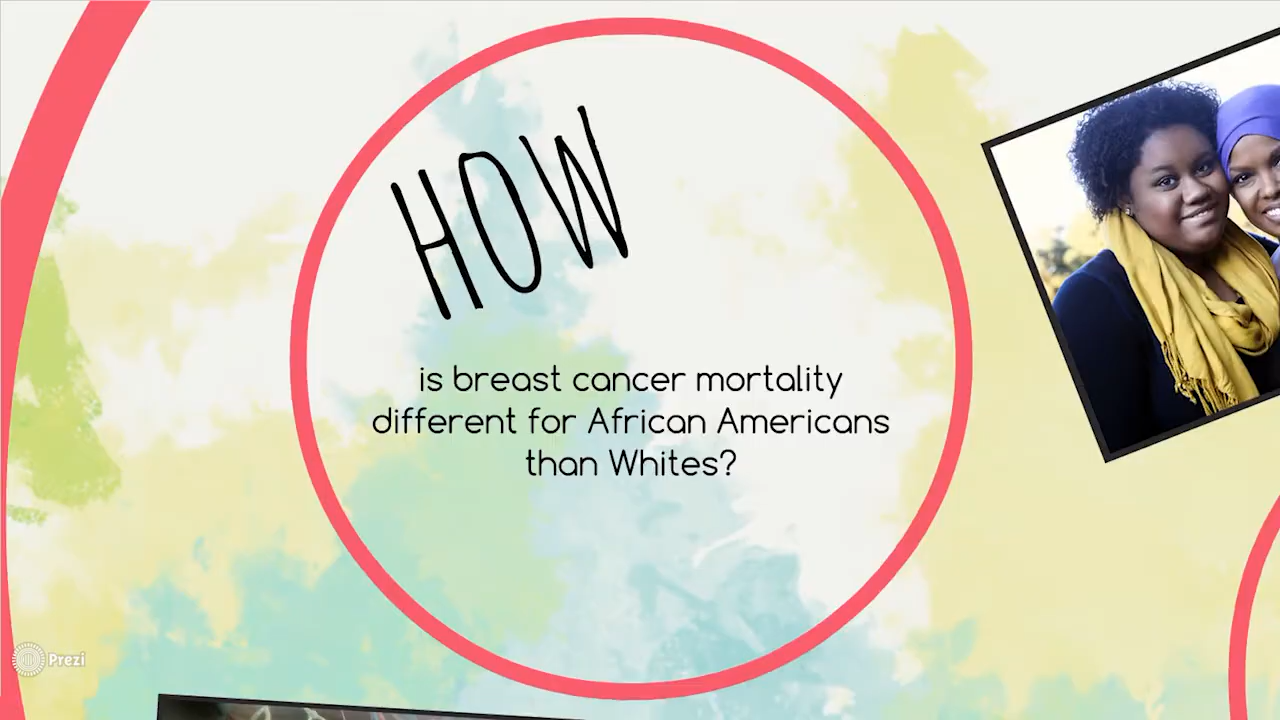 HOW
is breast cancer mortality
different for African Americans
than Whites?
Prezi